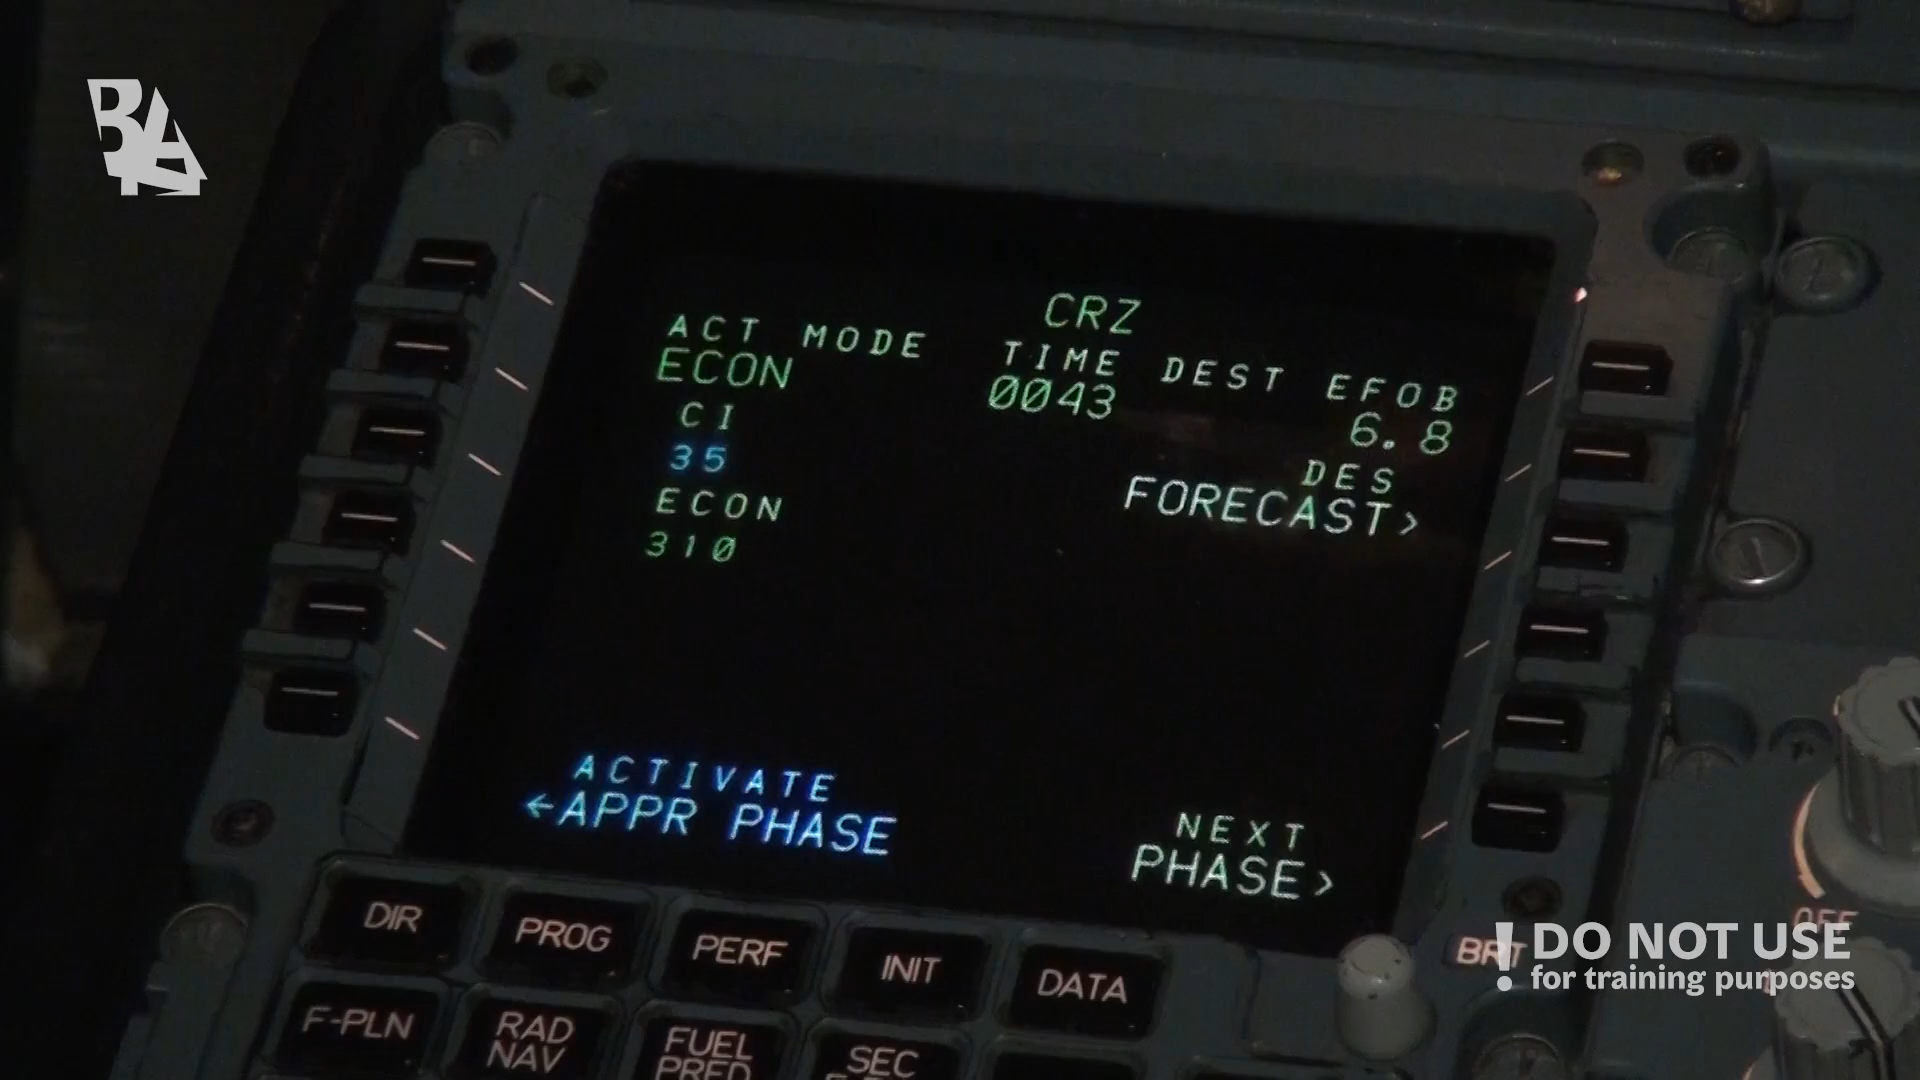 CRZ
ACT MODE TIME DEST EFOB
ECON 0043 6.8
CI DES
35 FORECAST>
ECON
310
ACTIVATE NEXT
←APPR PHASE PHASE>
DIR PROG PERF INIT DATA
F-PLN RAD NAV FUEL PRED SEC
OFF
BRT
! DO NOT USE
for training purposes